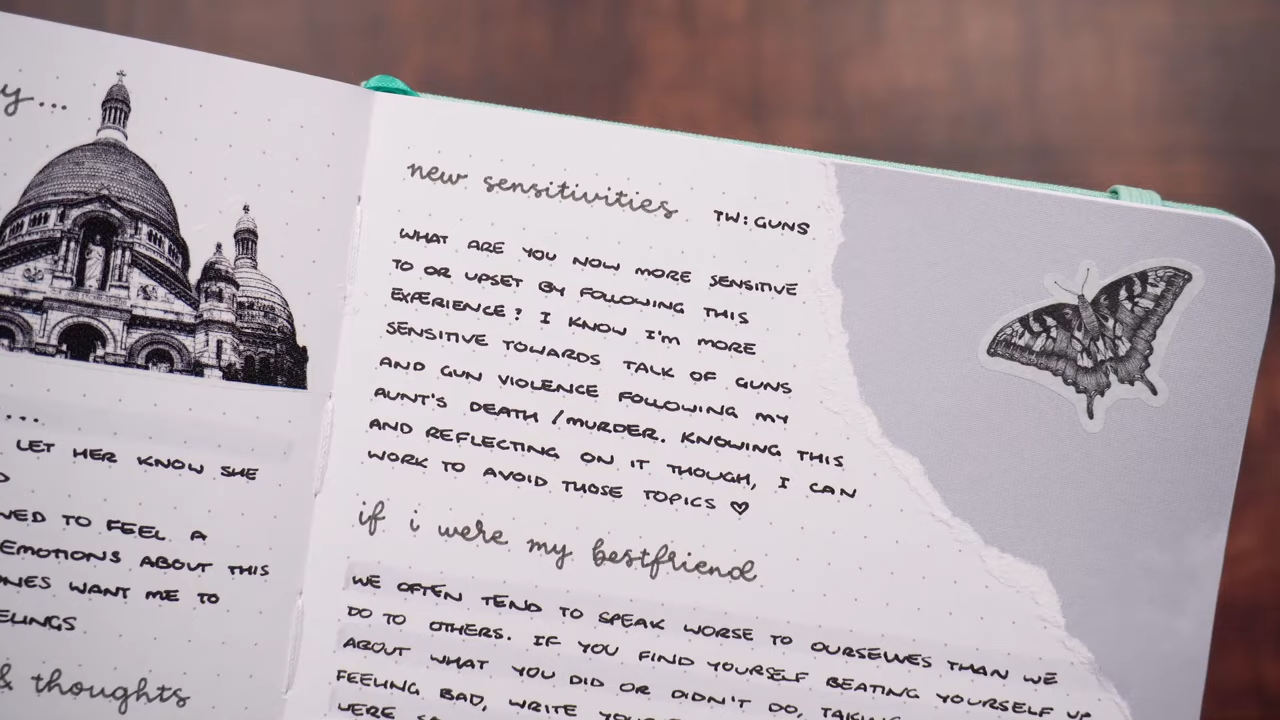 y...
...
LET HER KNOW SHE
NED TO FEEL A
EMOTIONS ABOUT THIS
ONES WANT ME TO
ELINGS
& thoughts
new sensitivities TW: GUNS
WHAT ARE YOU NOW MORE SENSITIVE
TO OR UPSET BY FOLLOWING THIS
EXPERIENCE? I KNOW I'M MORE
SENSITIVE TOWARDS TALK OF GUNS
AND GUN VIOLENCE FOLLOWING MY
AUNT'S DEATH /MURDER. KNOWING THIS
AND REFLECTING ON IT THOUGH, I CAN
WORK TO AVOID THOSE TOPICS ♡
if i were my bestfriend
WE OFTEN TEND TO SPEAK WORSE TO OURSELVES THAN WE
DO TO OTHERS. IF YOU FIND YOURSELF BEATING YOURSELF UP
ABOUT WHAT YOU DID OR DIDN'T DO,
FEELING BAD, WRITE
WERE